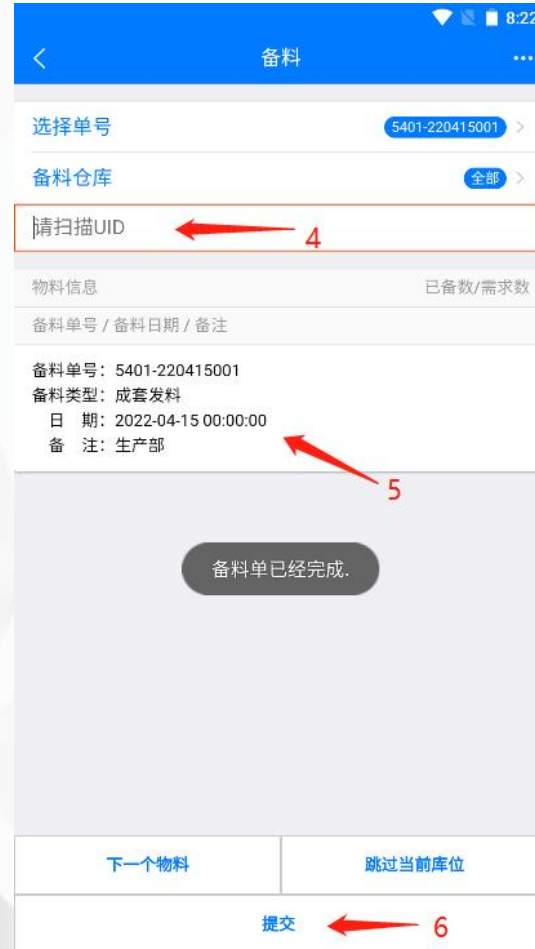 8:22
备料
选择单号 5401-220415001
备料仓库 全部
请扫描UID 4
物料信息 已备数/需求数
备料单号 / 备料日期 / 备注
备料单号：5401-220415001
备料类型：成套发料
日 期：2022-04-15 00:00:00
备 注：生产部
5
备料单已经完成.
下一个物料 跳过当前库位
提交 6